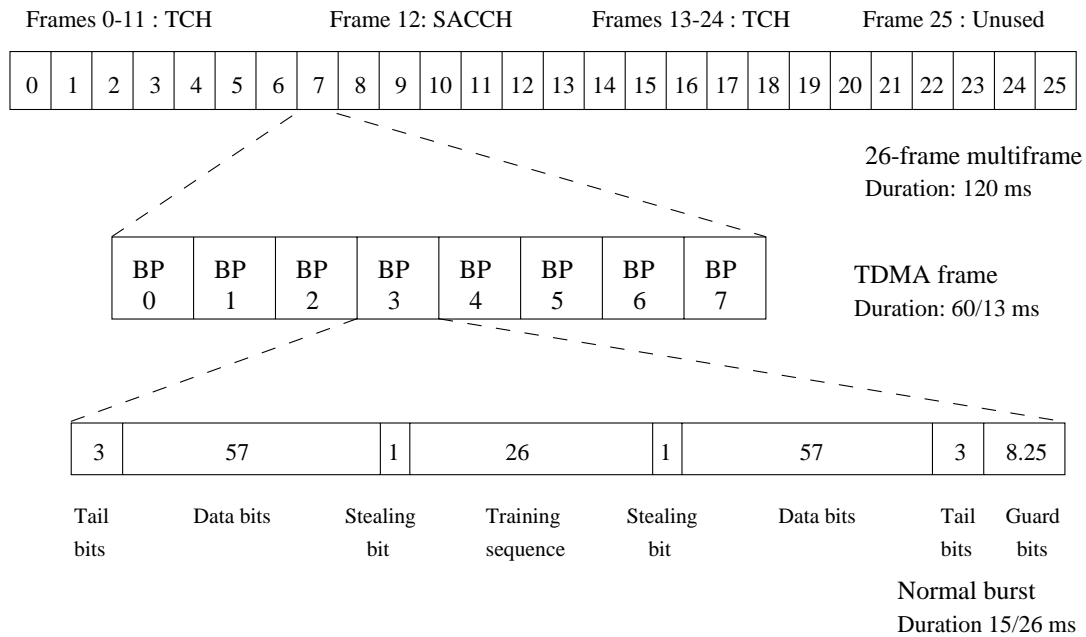 Frames 0-11 : TCH Frame 12: SACCH Frames 13-24 : TCH Frame 25 : Unused
0 1 2 3 4 5 6 7 8 9 10 11 12 13 14 15 16 17 18 19 20 21 22 23 24 25
26-frame multiframe
Duration: 120 ms
BP BP BP BP BP BP BP BP
0 1 2 3 4 5 6 7
TDMA frame
Duration: 60/13 ms
3 57 1 26 1 57 3 8.25
Tail Data bits Stealing Training Stealing Data bits Tail Guard
bits bit sequence bit bits bits
Normal burst
Duration 15/26 ms